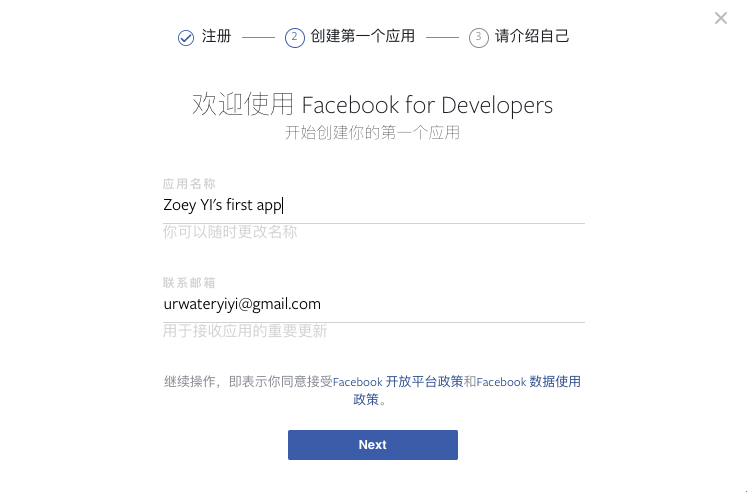 注册 2 创建第一个应用 3 请介绍自己
欢迎使用 Facebook for Developers
开始创建你的第一个应用
应用名称
Zoey YI's first app
你可以随时更改名称
联系邮箱
urwateryiyi@gmail.com
用于接收应用的重要更新
继续操作，即表示你同意接受Facebook 开放平台政策和Facebook 数据使用
政策。
Next